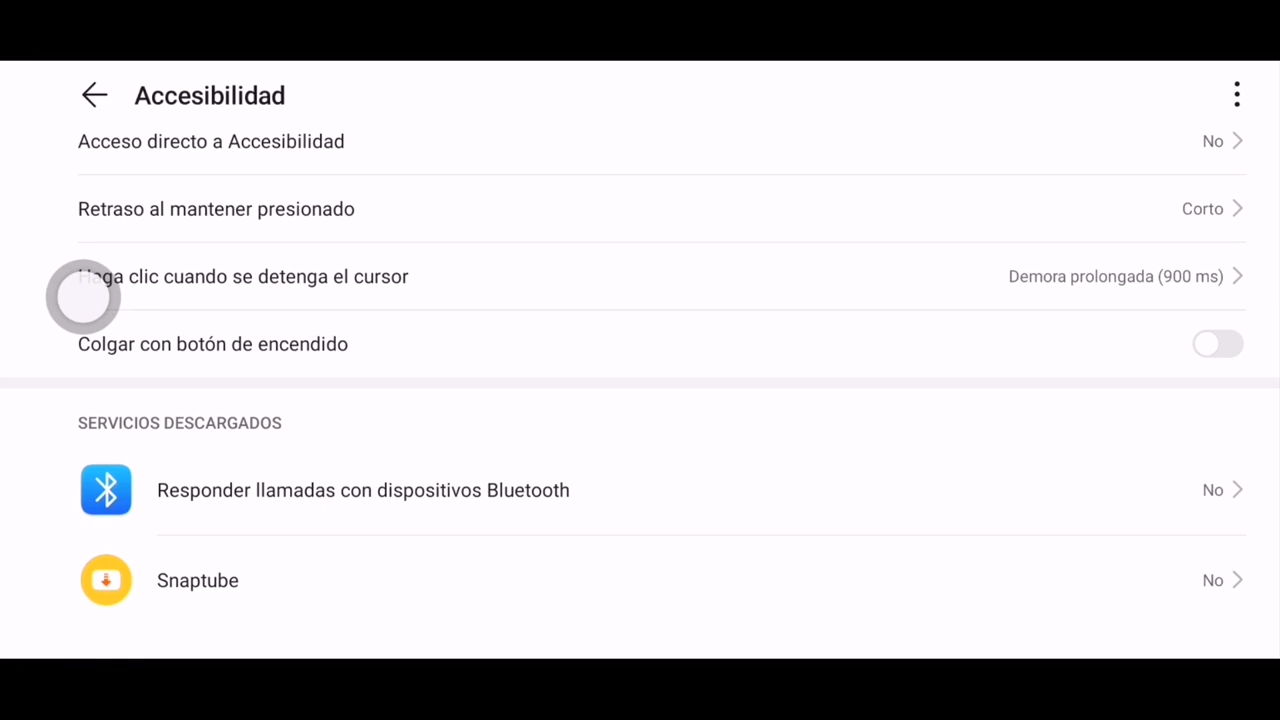 Accesibilidad
Acceso directo a Accesibilidad No
Retraso al mantener presionado Corto
Haga clic cuando se detenga el cursor Demora prolongada (900 ms)
Colgar con botón de encendido
SERVICIOS DESCARGADOS
Responder llamadas con dispositivos Bluetooth No
Snaptube No